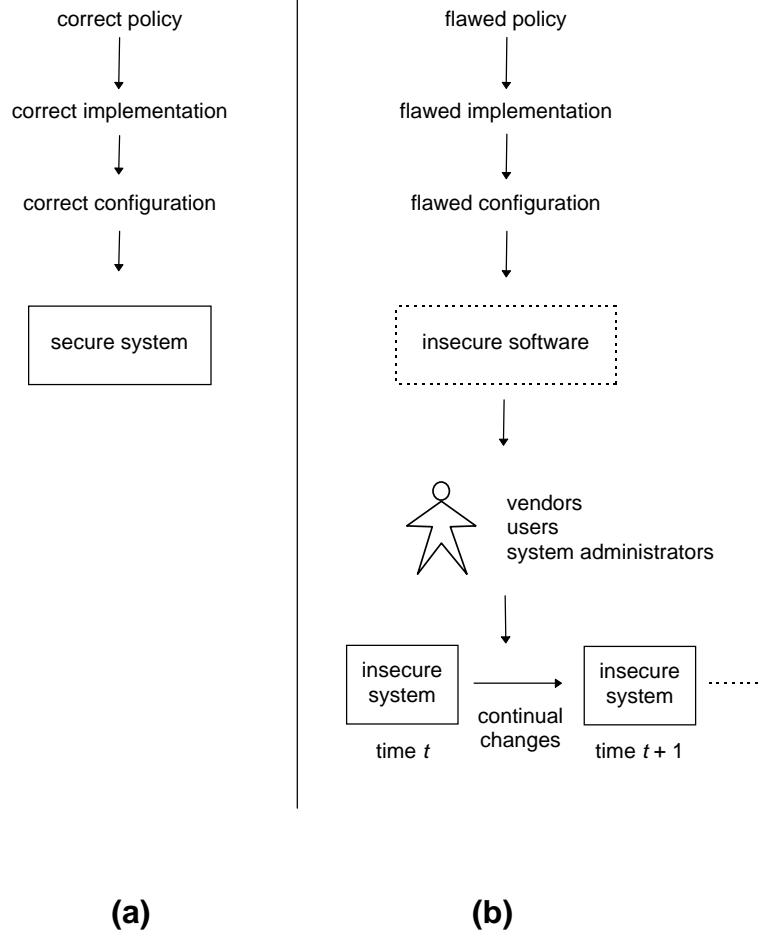 correct policy
correct implementation
correct configuration
secure system
flawed policy
flawed implementation
flawed configuration
insecure software
vendors
users
system administrators
insecure
system
time t
continual
changes
insecure
system
time t + 1
(a)
(b)